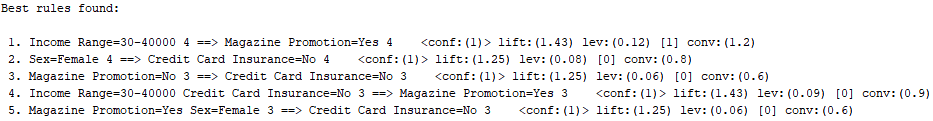 Best rules found:
1. Income Range=30-40000 4 ==> Magazine Promotion=Yes 4 <conf:(1)> lift:(1.43) lev:(0.12) [1] conv:(1.2)
2. Sex=Female 4 ==> Credit Card Insurance=No 4 <conf:(1)> lift:(1.25) lev:(0.08) [0] conv:(0.8)
3. Magazine Promotion=No 3 ==> Credit Card Insurance=No 3 <conf:(1)> lift:(1.25) lev:(0.06) [0] conv:(0.6)
4. Income Range=30-40000 Credit Card Insurance=No 3 ==> Magazine Promotion=Yes 3 <conf:(1)> lift:(1.43) lev:(0.09) [0] conv:(0.9)
5. Magazine Promotion=Yes Sex=Female 3 ==> Credit Card Insurance=No 3 <conf:(1)> lift:(1.25) lev:(0.06) [0] conv:(0.6)